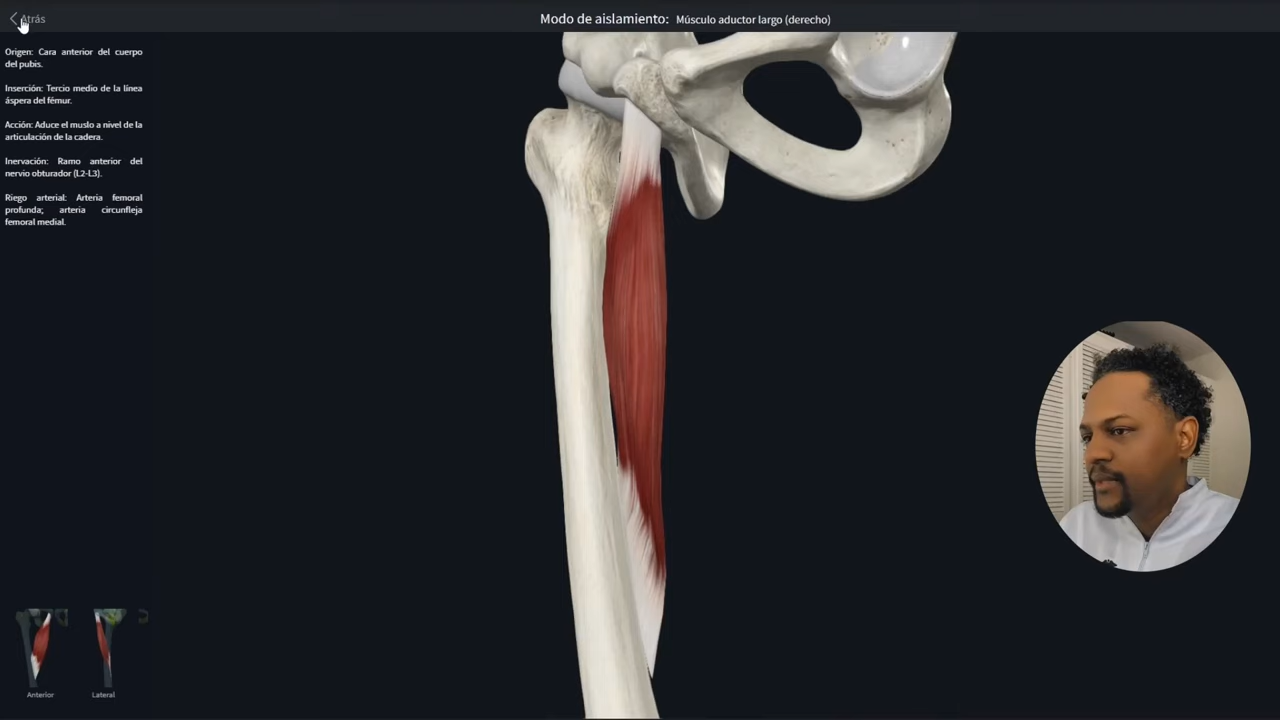 Atrás
Modo de aislamiento: Músculo aductor largo (derecho)
Origen: Cara anterior del cuerpo
del pubis.
Inserción: Tercio medio de la línea
áspera del fémur.
Acción: Aduce el muslo a nivel de la
articulación de la cadera.
Inervación: Ramo anterior del
nervio obturador (L2-L3).
Riego arterial: Arteria femoral
profunda; arteria circunfleja
femoral medial.
Anterior
Lateral